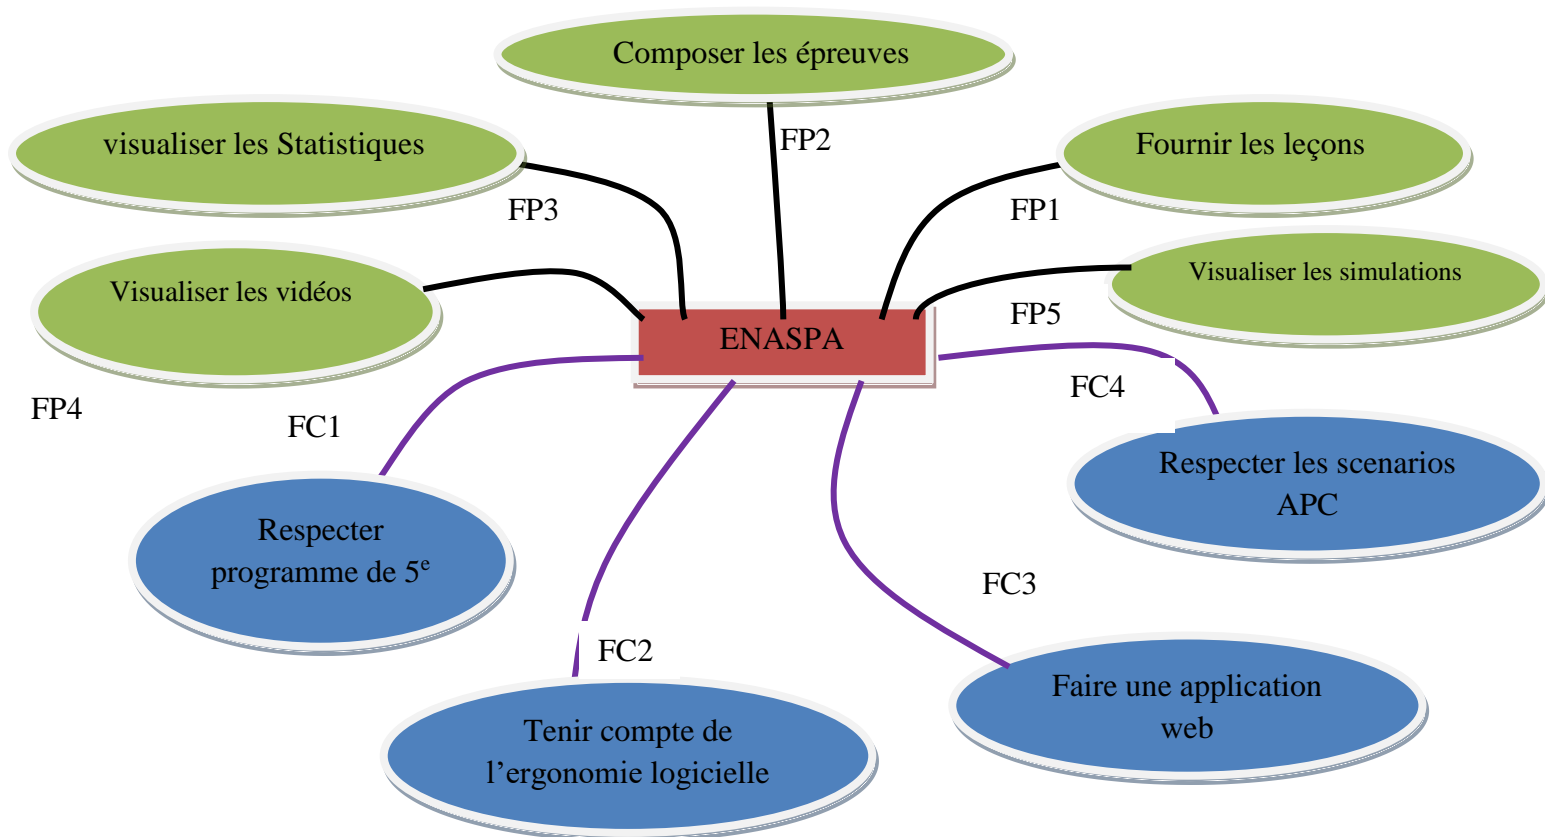 Composer les épreuves
visualiser les Statistiques
FP2
Fournir les leçons
FP3
FP1
Visualiser les vidéos
Visualiser les simulations
FP5
ENASPA
FP4
FC1
FC4
Respecter
programme de 5ᵉ
Respecter les scenarios
APC
FC3
FC2
Tenir compte de
l’ergonomie logicielle
Faire une application
web